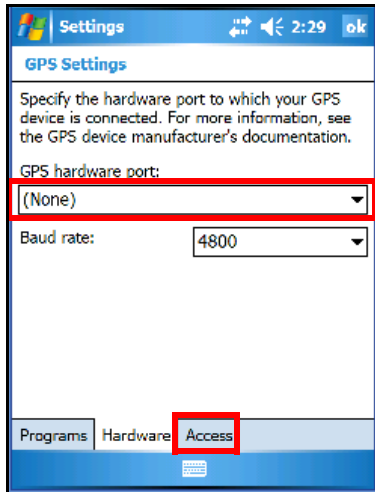 Settings 2:29 ok
GPS Settings
Specify the hardware port to which your GPS
device is connected. For more information, see
the GPS device manufacturer's documentation.
GPS hardware port:
(None)
Baud rate: 4800
Programs Hardware Access